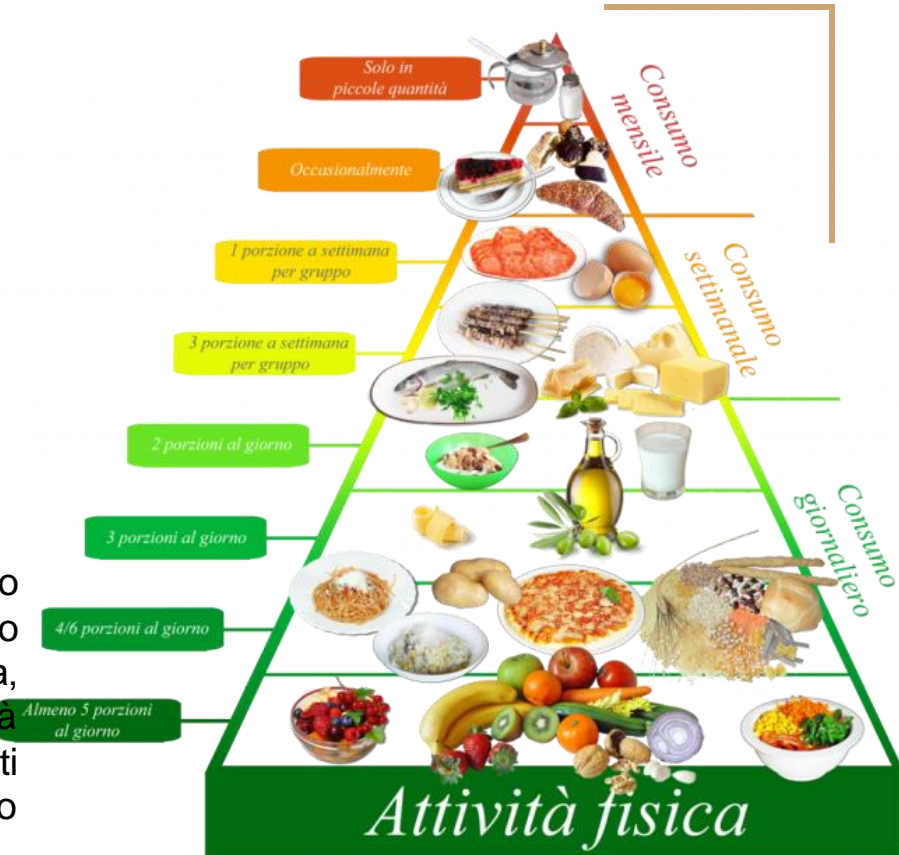 Solo in
piccole quantità
Consumo
mensile
Occasionalmente
1 porzione a settimana
per gruppo
Consumo
settimanale
3 porzione a settimana
per gruppo
2 porzioni al giorno
Consumo
giornaliero
3 porzioni al giorno
o
4/6 porzioni al giorno
o
a,
Almeno 5 porzioni
al giorno
à
ti
o
Attività fisica